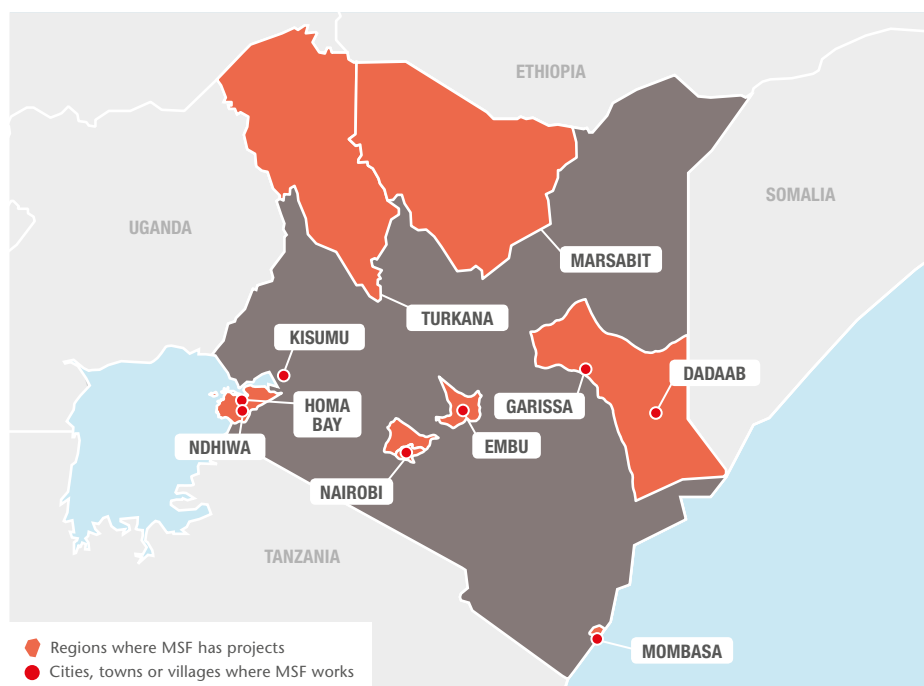 ETHIOPIA
SOMALIA
UGANDA
MARSABIT
TURKANA
KISUMU
DADAAB
GARISSA
HOMA
BAY
NDHIWA
EMBU
NAIROBI
TANZANIA
MOMBASA
Regions where MSF has projects
Cities, towns or villages where MSF works